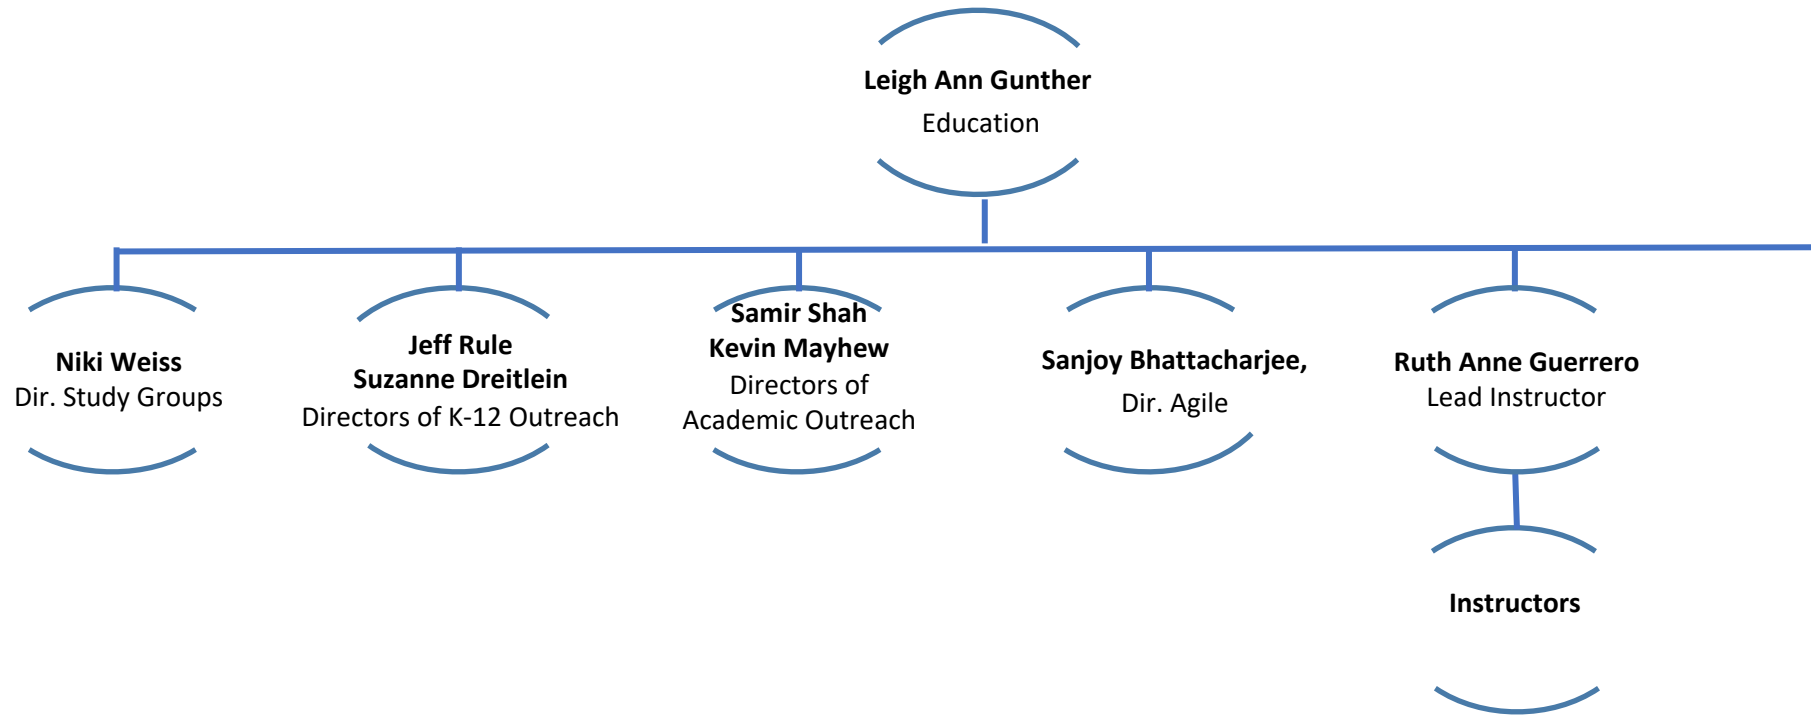 Leigh Ann Gunther
Education
Niki Weiss
Dir. Study Groups
Jeff Rule
Suzanne Dreitlein
Directors of K-12 Outreach
Samir Shah
Kevin Mayhew
Directors of
Academic Outreach
Sanjoy Bhattacharjee,
Dir. Agile
Ruth Anne Guerrero
Lead Instructor
Instructors